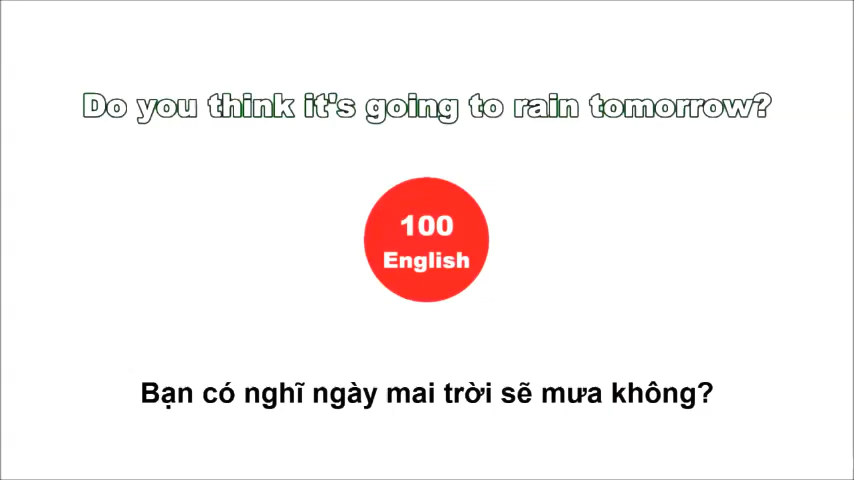 Do you think it's going to rain tomorrow?
100
English
Bạn có nghĩ ngày mai trời sẽ mưa không?